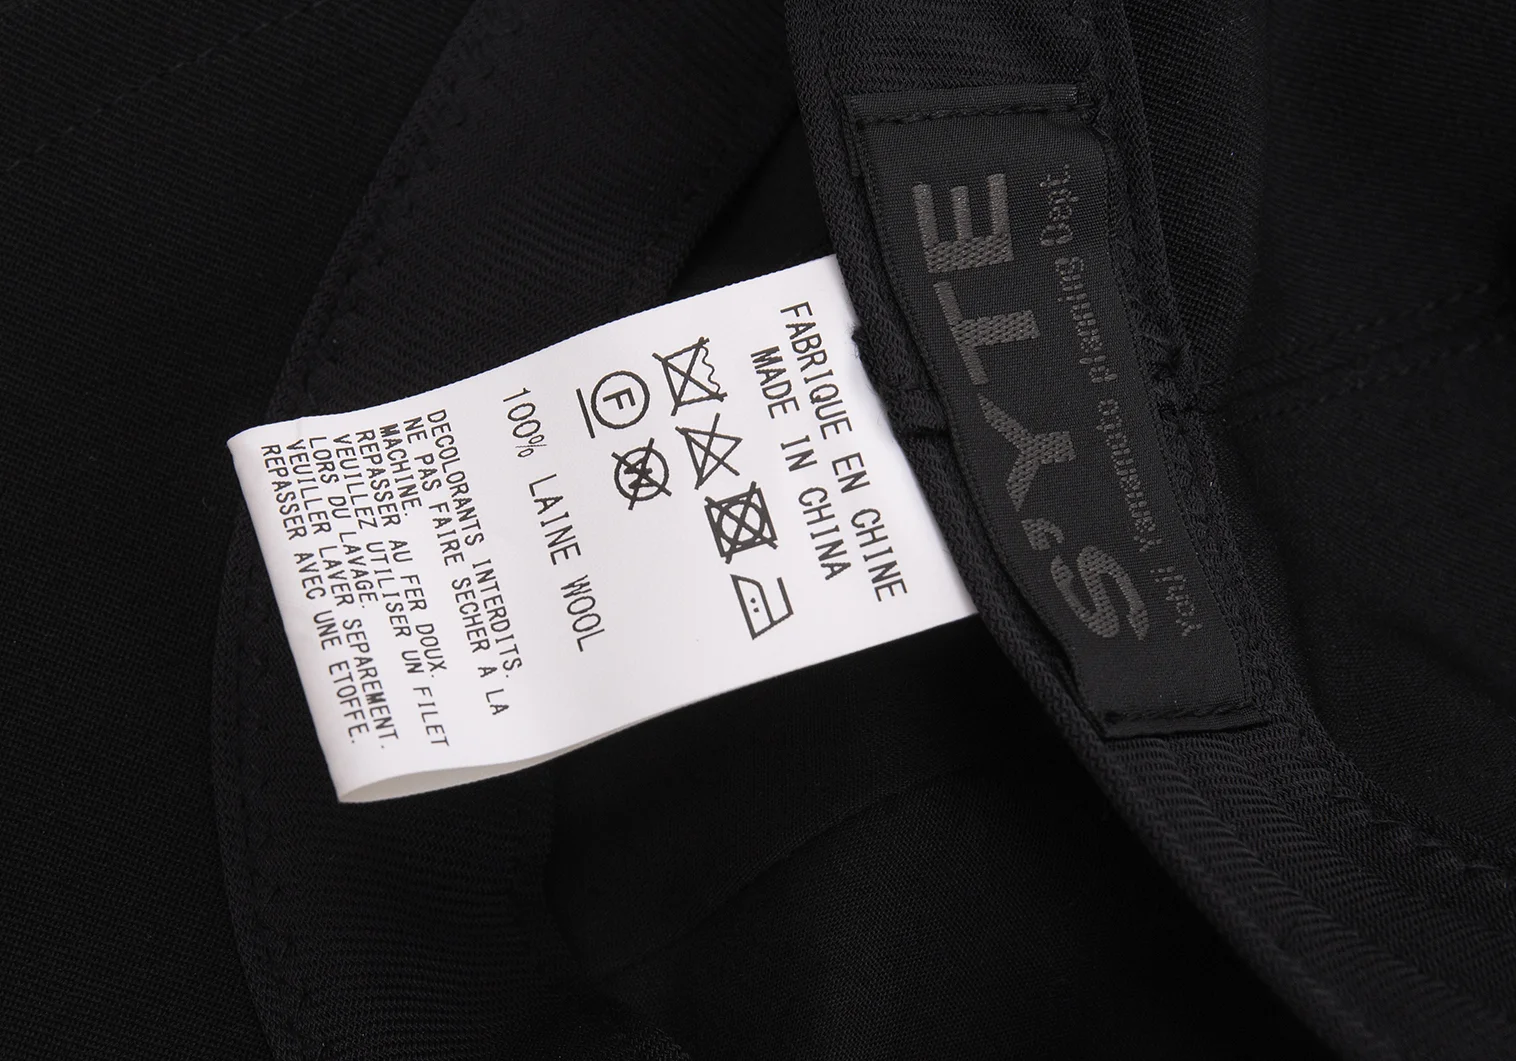 FABRIQUE EN CHINE
MADE IN CHINA
F
W
100% LAINE WOOL
DECOLORANTS INTERDITS.
NE PAS FAIRE SECHER A LA
MACHINE.
REPASSER AU FER DOUX.
VEUILLEZ UTILISER UN FILET
LORS DU LAVAGE.
VEUILLER LAVER SEPAREMENT.
REPASSER AVEC UNE ETOFFE.
S'YTE
Yohji Yamamoto planning Dept.